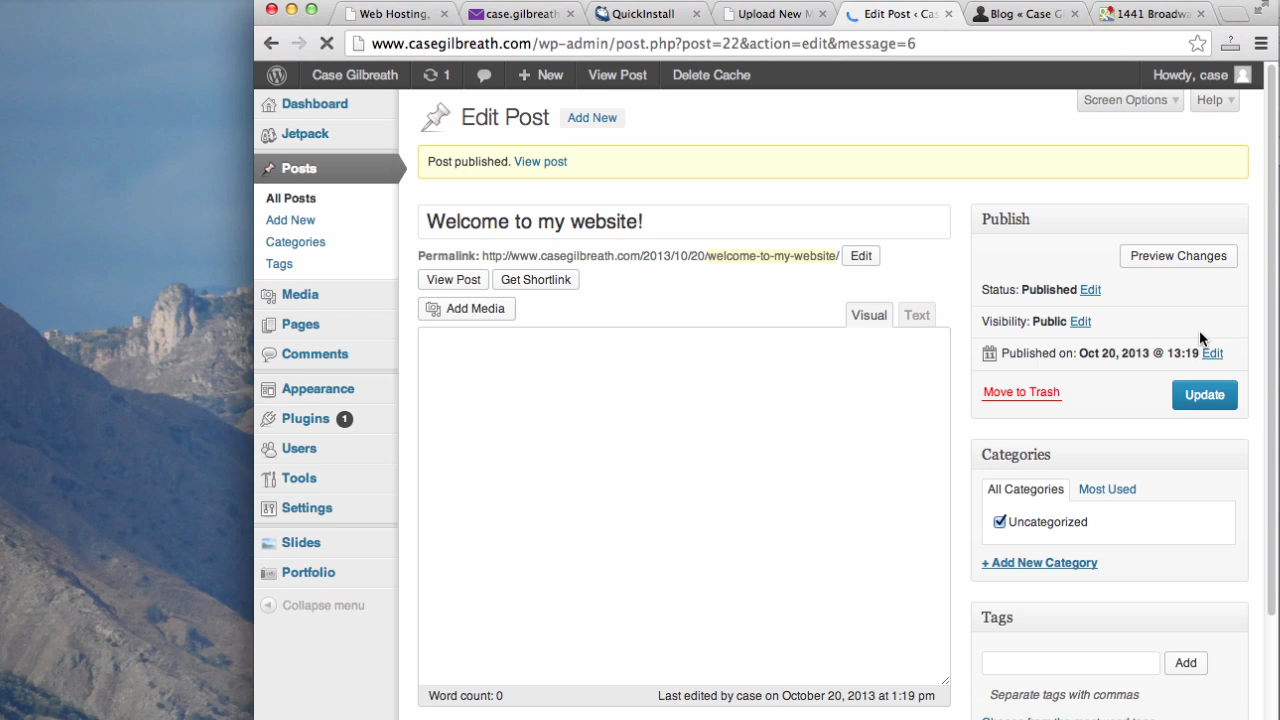 Web Hosting,
case.gilbreath
QuickInstall
Upload New M
Edit Post ‹ Cas
Blog « Case G
1441 Broadwa
www.casegilbreath.com/wp-admin/post.php?post=22&action=edit&message=6
Case Gilbreath
1
New
View Post
Delete Cache
Howdy, case
Dashboard
Jetpack
Posts
All Posts
Add New
Categories
Tags
Media
Pages
Comments
Appearance
Plugins 1
Users
Tools
Settings
Slides
Portfolio
Collapse menu
Screen Options
Help
Edit Post
Add New
Post published. View post
Welcome to my website!
Permalink: http://www.casegilbreath.com/2013/10/20/welcome-to-my-website/ Edit
View Post
Get Shortlink
Add Media
Visual
Text
Word count: 0
Last edited by case on October 20, 2013 at 1:19 pm
Publish
Preview Changes
Status: Published Edit
Visibility: Public Edit
11 Published on: Oct 20, 2013 @ 13:19 Edit
Move to Trash
Update
Categories
All Categories
Most Used
Uncategorized
+ Add New Category
Tags
Add
Separate tags with commas